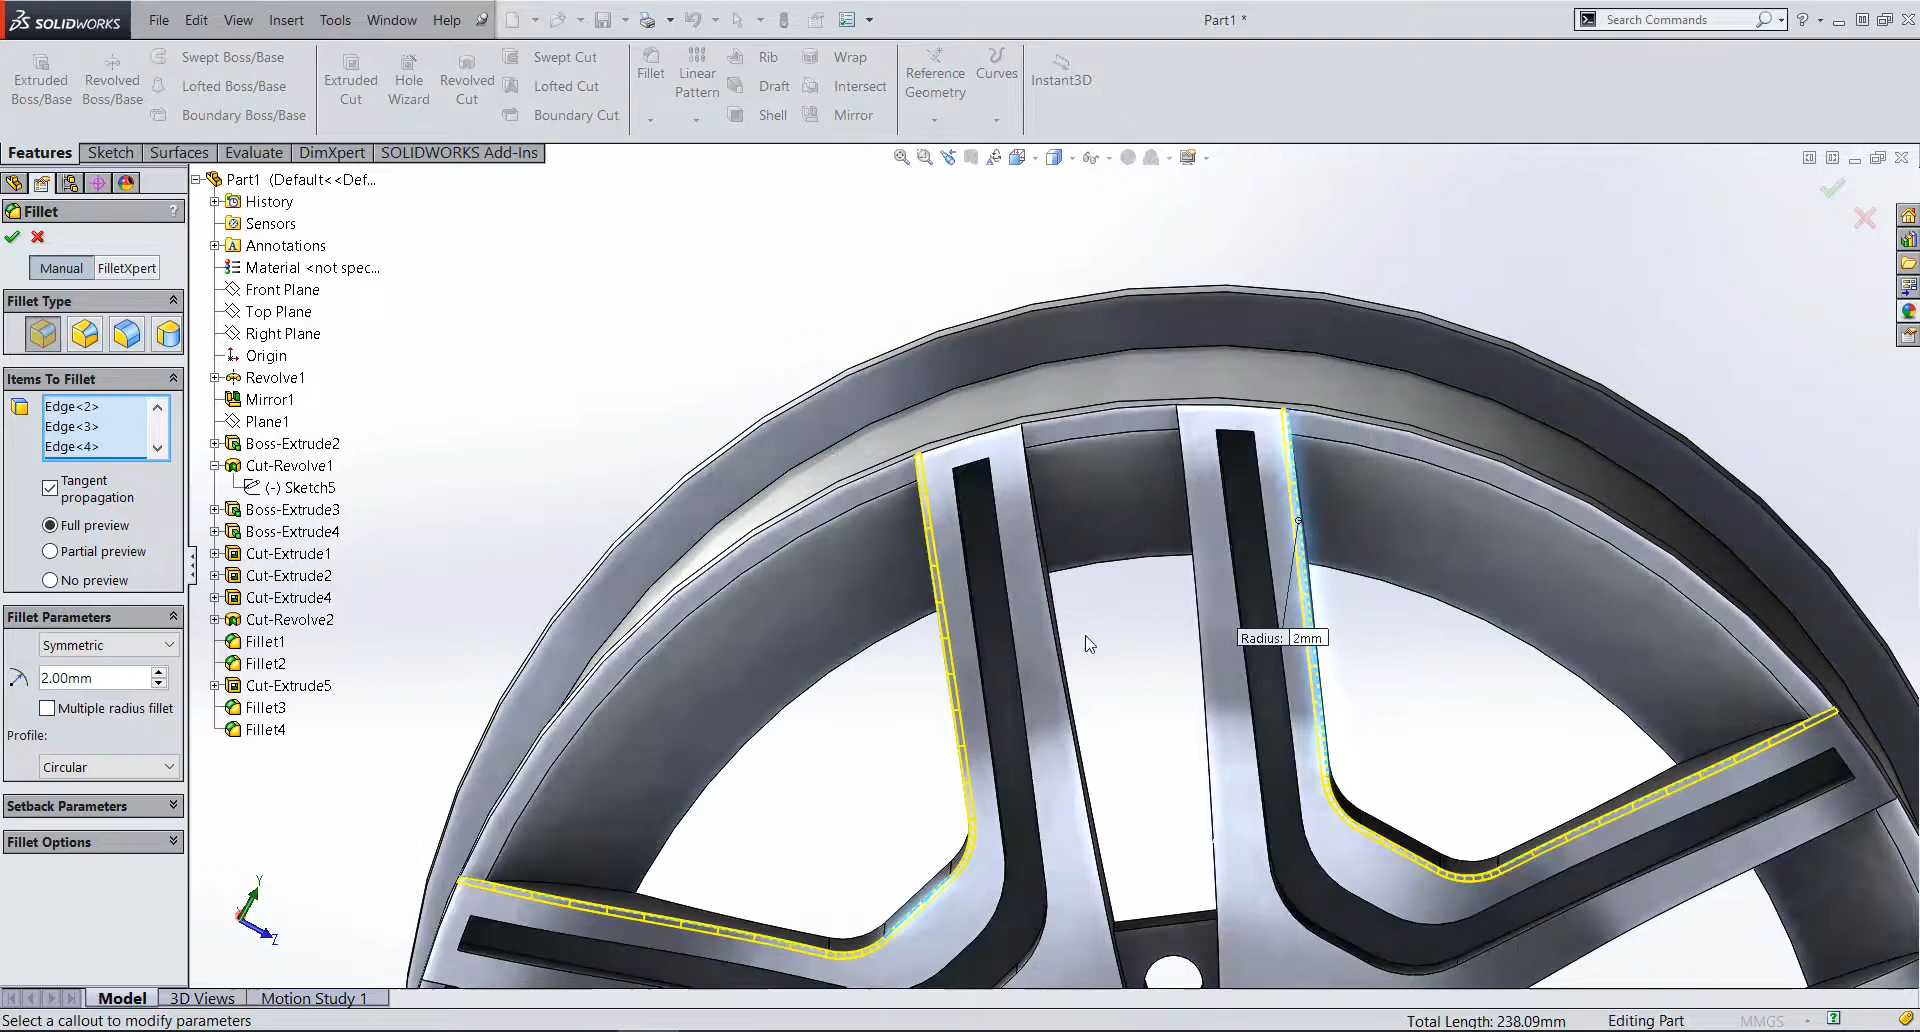 SOLIDWORKS File Edit View Insert Tools Window Help Part1 * Search Commands
Extruded Boss/Base
Revolved Boss/Base
Swept Boss/Base
Lofted Boss/Base
Boundary Boss/Base
Extruded Cut
Hole Wizard
Revolved Cut
Swept Cut
Lofted Cut
Boundary Cut
Fillet
Linear Pattern
Rib
Draft
Shell
Wrap
Intersect
Mirror
Reference Geometry
Curves
Instant3D
Features Sketch Surfaces Evaluate DimXpert SOLIDWORKS Add-Ins
Fillet ?
Manual FilletXpert
Fillet Type
Items To Fillet
Edge<2>
Edge<3>
Edge<4>
Tangent
propagation
Full preview
Partial preview
No preview
Fillet Parameters
Symmetric
2.00mm
Multiple radius fillet
Profile:
Circular
Setback Parameters
Fillet Options
Part1 (Default<<Def...
History
Sensors
Annotations
Material <not spec...
Front Plane
Top Plane
Right Plane
Origin
Revolve1
Mirror1
Plane1
Boss-Extrude2
Cut-Revolve1
(-) Sketch5
Boss-Extrude3
Boss-Extrude4
Cut-Extrude1
Cut-Extrude2
Cut-Extrude4
Cut-Revolve2
Fillet1
Fillet2
Cut-Extrude5
Fillet3
Fillet4
Radius: 2mm
Y
Z
Model 3D Views Motion Study 1
Select a callout to modify parameters Total Length: 238.09mm Editing Part MMGS